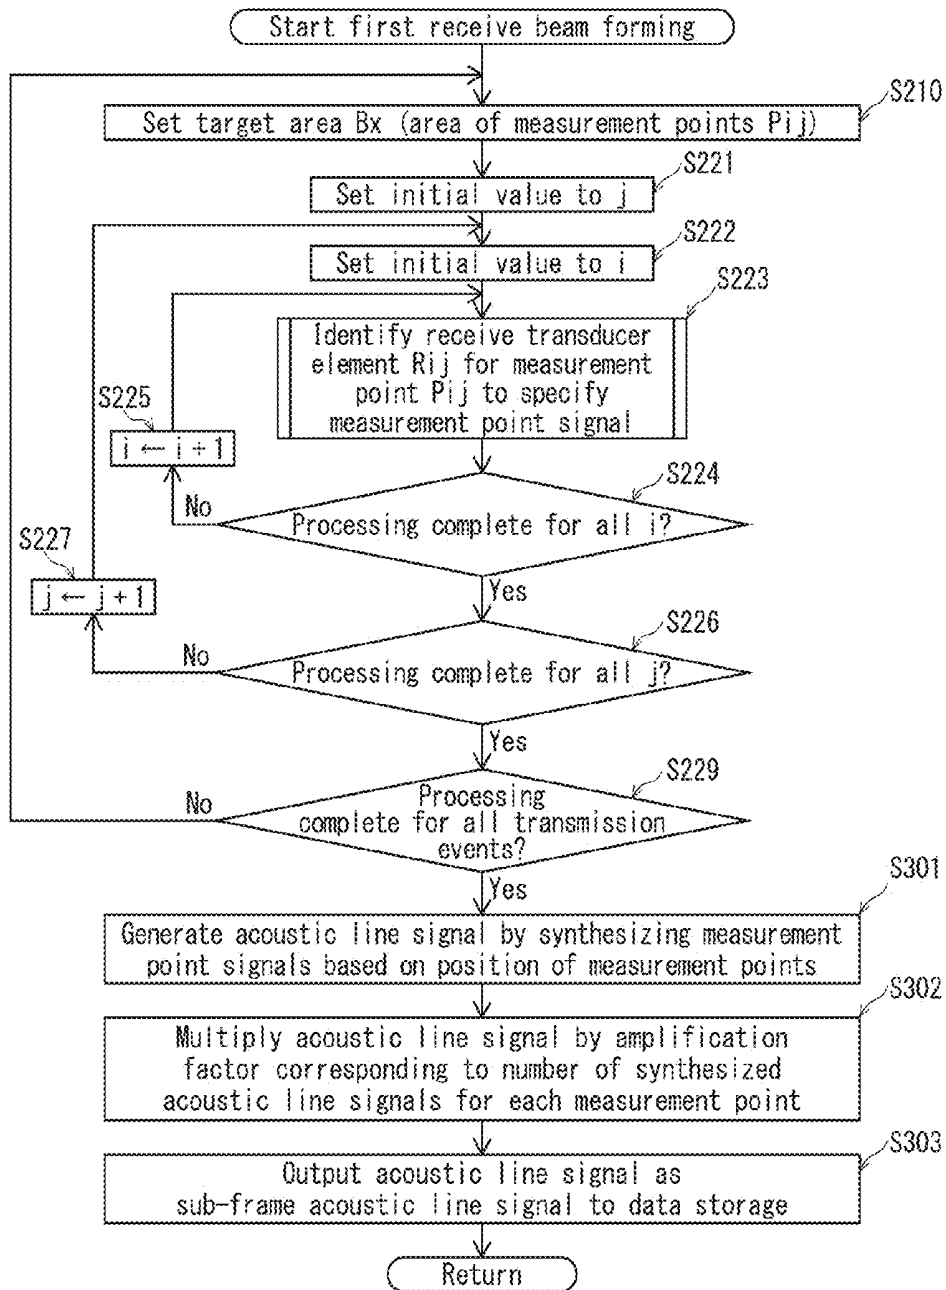 Start first receive beam forming
S210
Set target area Bx (area of measurement points Pij)
S221
Set initial value to j
S222
Set initial value to i
S223
Identify receive transducer
element Rij for measurement
point Pij to specify
measurement point signal
S225
i ← i + 1
S224
No
Processing complete for all i?
S227
Yes
j ← j + 1
S226
No
Processing complete for all j?
Yes
S229
No
Processing
complete for all transmission
events?
Yes
S301
Generate acoustic line signal by synthesizing measurement
point signals based on position of measurement points
S302
Multiply acoustic line signal by amplification
factor corresponding to number of synthesized
acoustic line signals for each measurement point
S303
Output acoustic line signal as
sub-frame acoustic line signal to data storage
Return